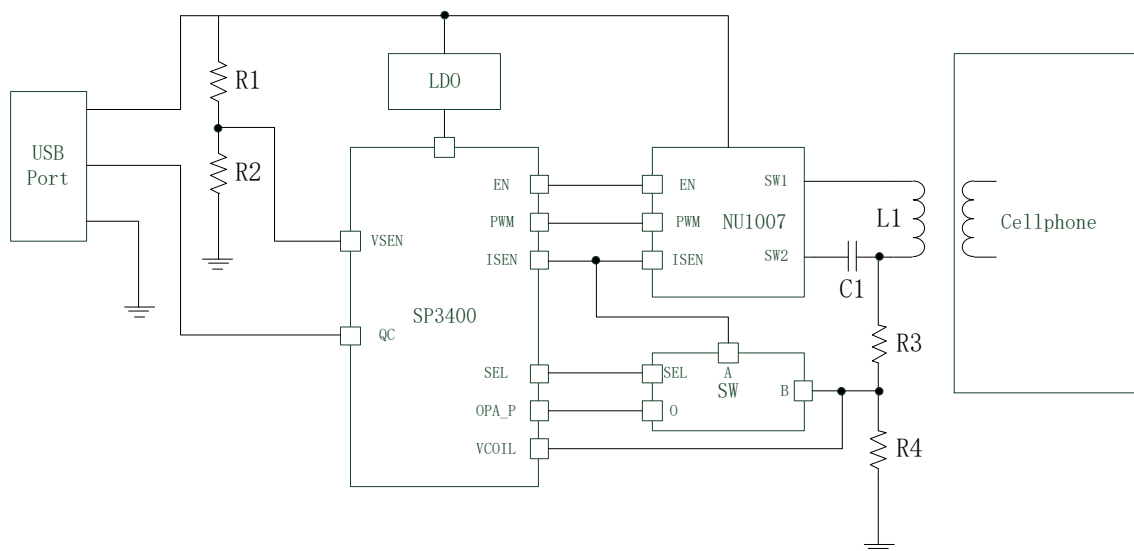 R1
LDO
USB
Port
R2
EN
EN
SW1
PWM
PWM
NU1007
L1
Cellphone
VSEN
ISEN
ISEN
SW2
C1
SP3400
QC
R3
SEL
SEL
A
SW
B
OPA_P
O
VCOIL
R4